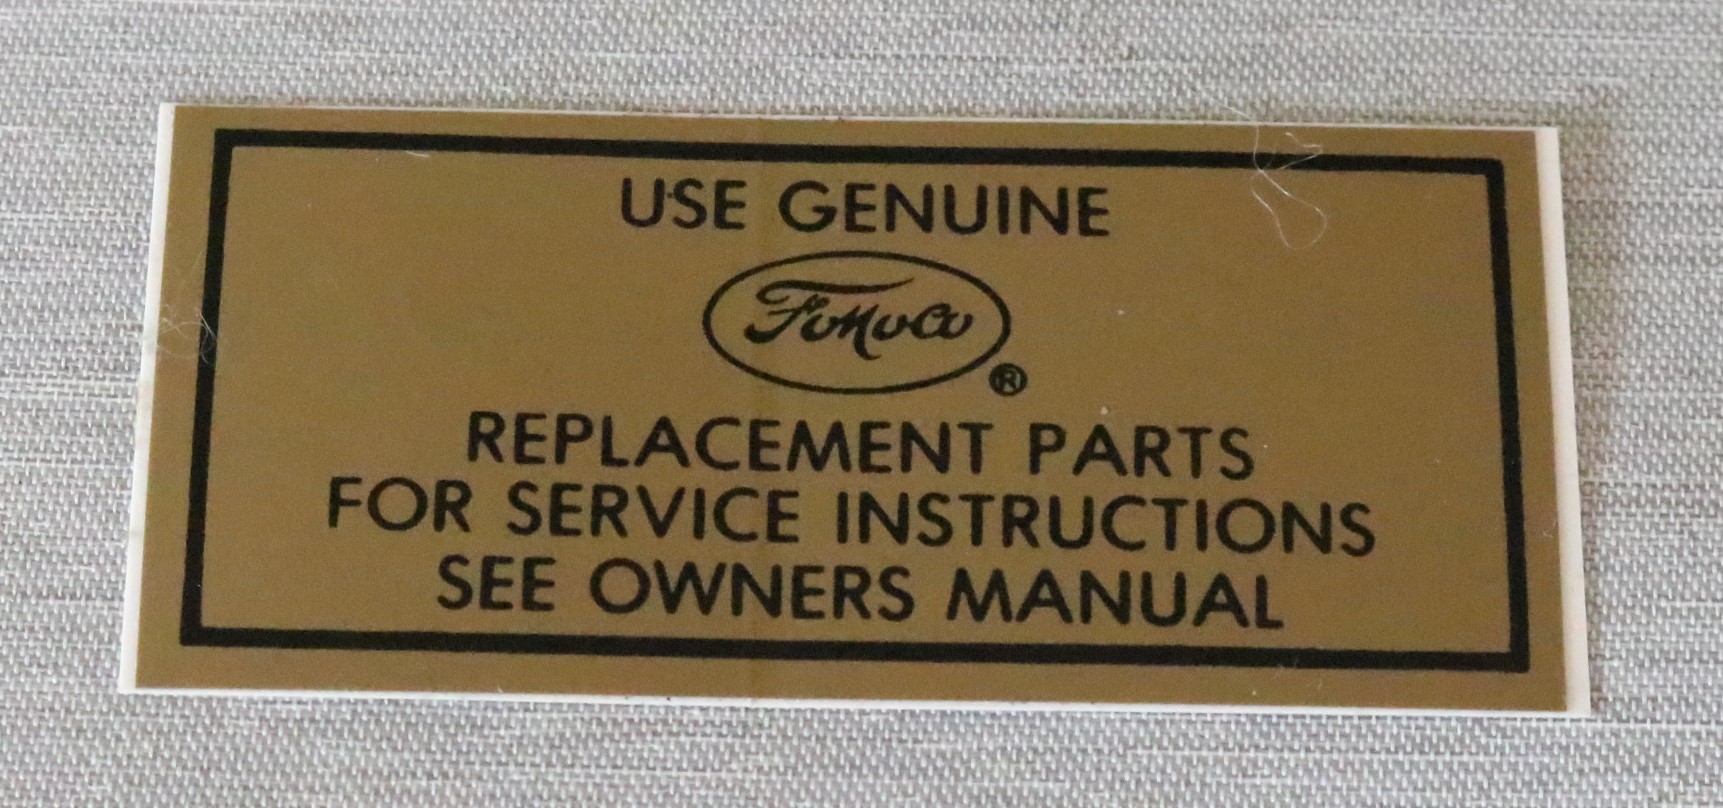 USE GENUINE
FoMoCo
®
REPLACEMENT PARTS
FOR SERVICE INSTRUCTIONS
SEE OWNERS MANUAL